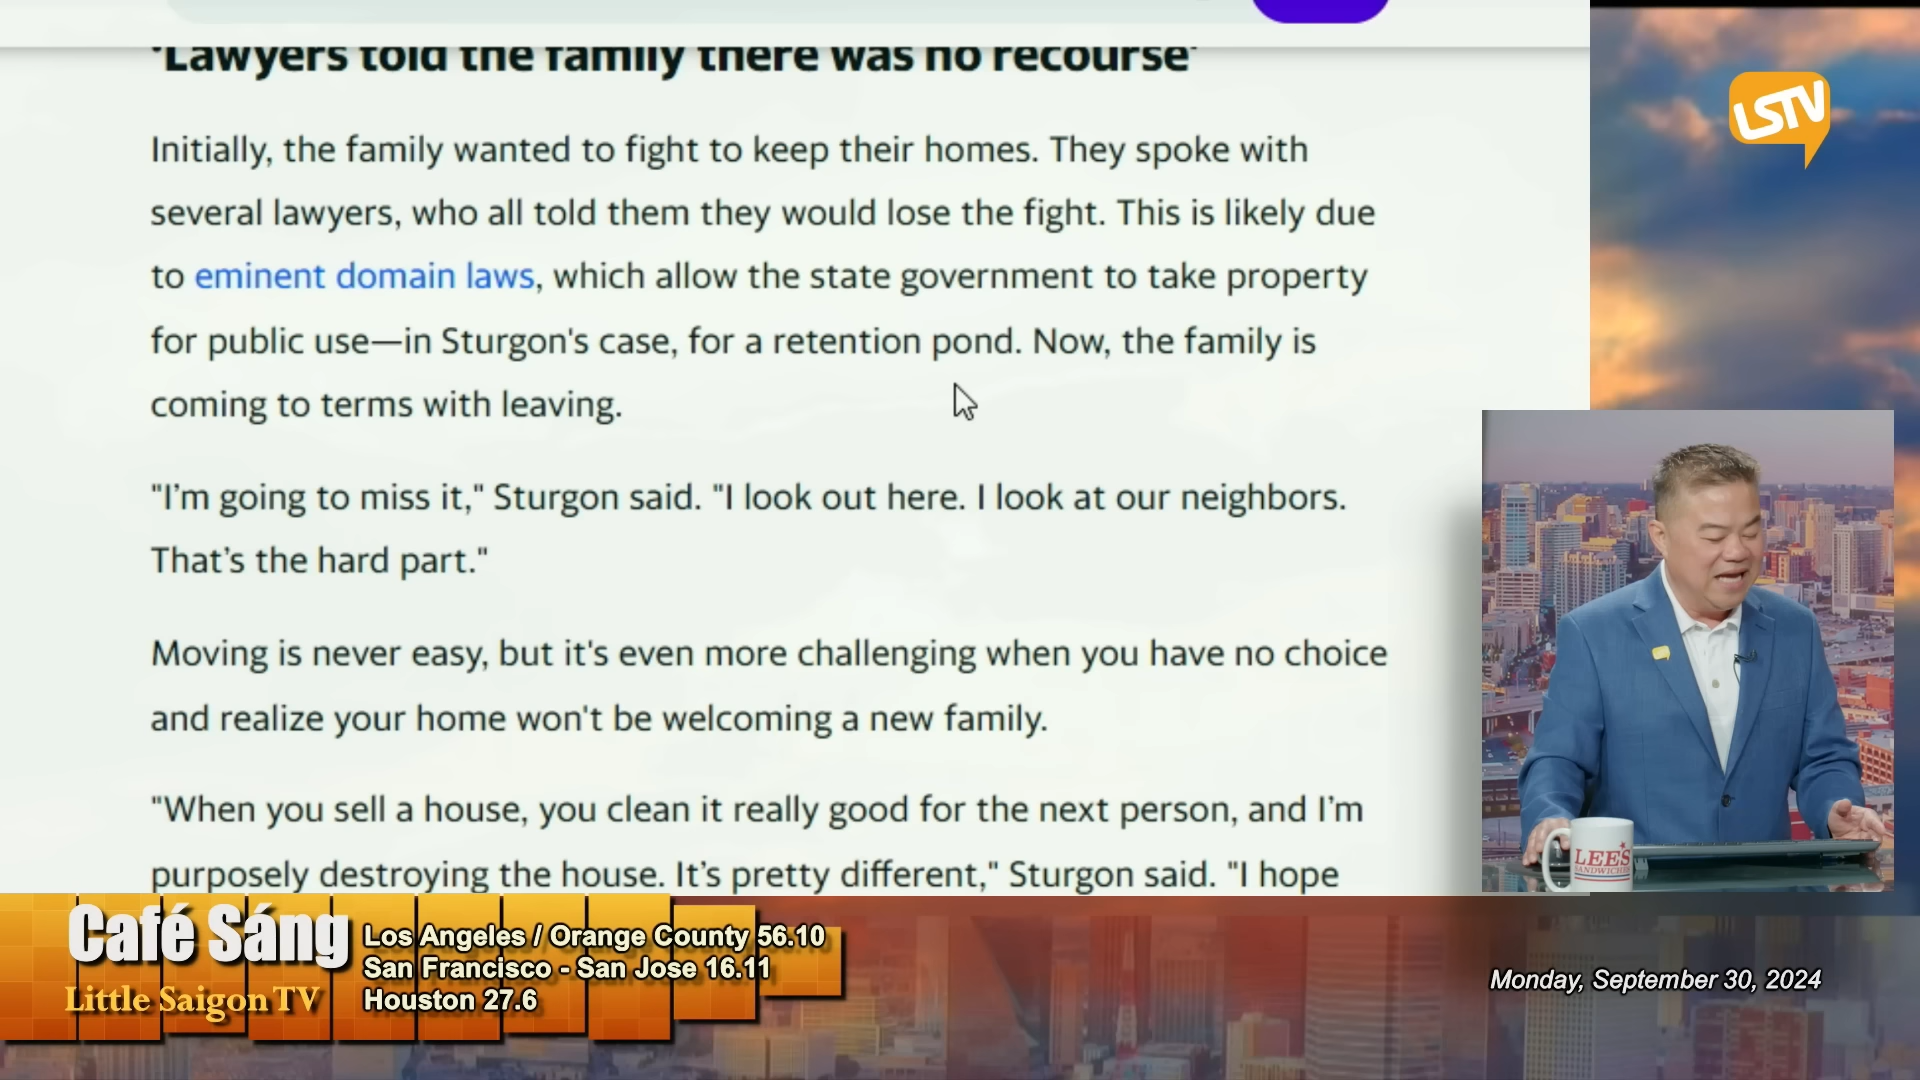 'Lawyers told the family there was no recourse'
Initially, the family wanted to fight to keep their homes. They spoke with
several lawyers, who all told them they would lose the fight. This is likely due
to eminent domain laws, which allow the state government to take property
for public use—in Sturgon's case, for a retention pond. Now, the family is
coming to terms with leaving.
"I'm going to miss it," Sturgon said. "I look out here. I look at our neighbors.
That's the hard part."
Moving is never easy, but it's even more challenging when you have no choice
and realize your home won't be welcoming a new family.
"When you sell a house, you clean it really good for the next person, and I'm
purposely destroying the house. It's pretty different," Sturgon said. "I hope
LSTV
LEE'S
SANDWICHES
Café Sáng
Little Saigon TV
Los Angeles / Orange County 56.10
San Francisco - San Jose 16.11
Houston 27.6
Monday, September 30, 2024